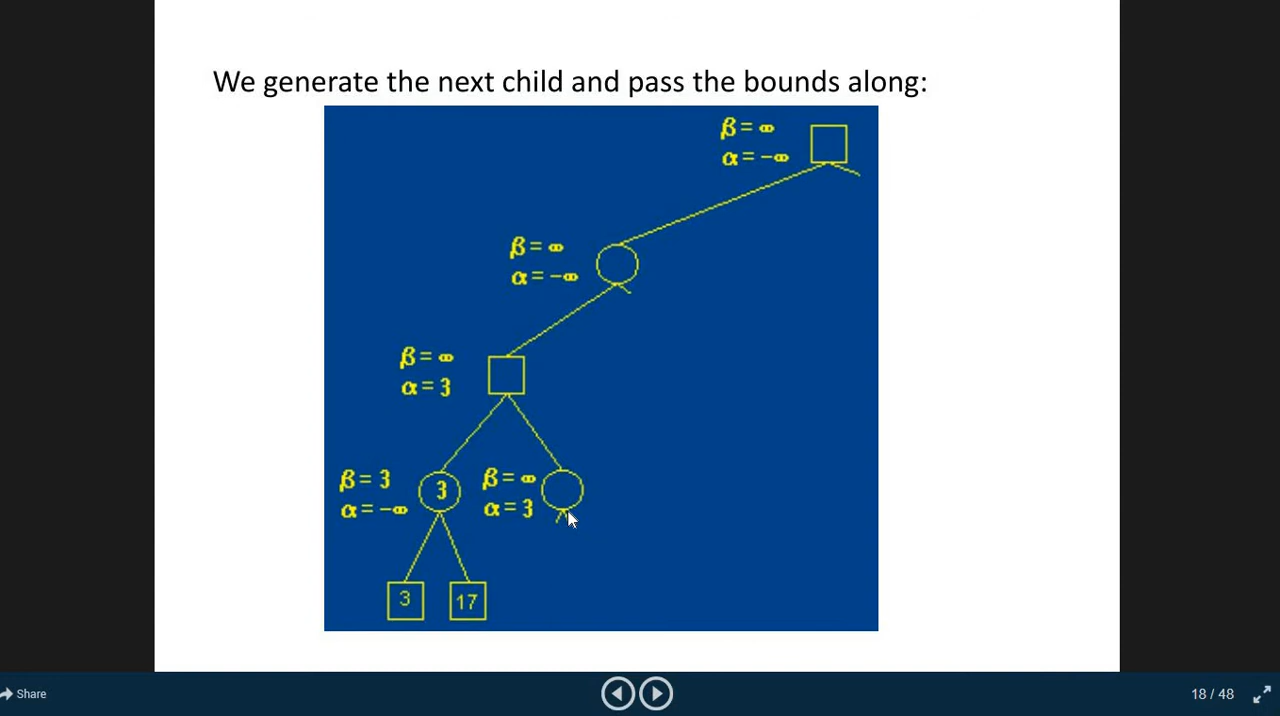 We generate the next child and pass the bounds along:
β = ∞
α = -∞
β = ∞
α = -∞
β = ∞
α = 3
β = 3
α = -∞
3
β = ∞
α = 3
3
17
Share
18 / 48